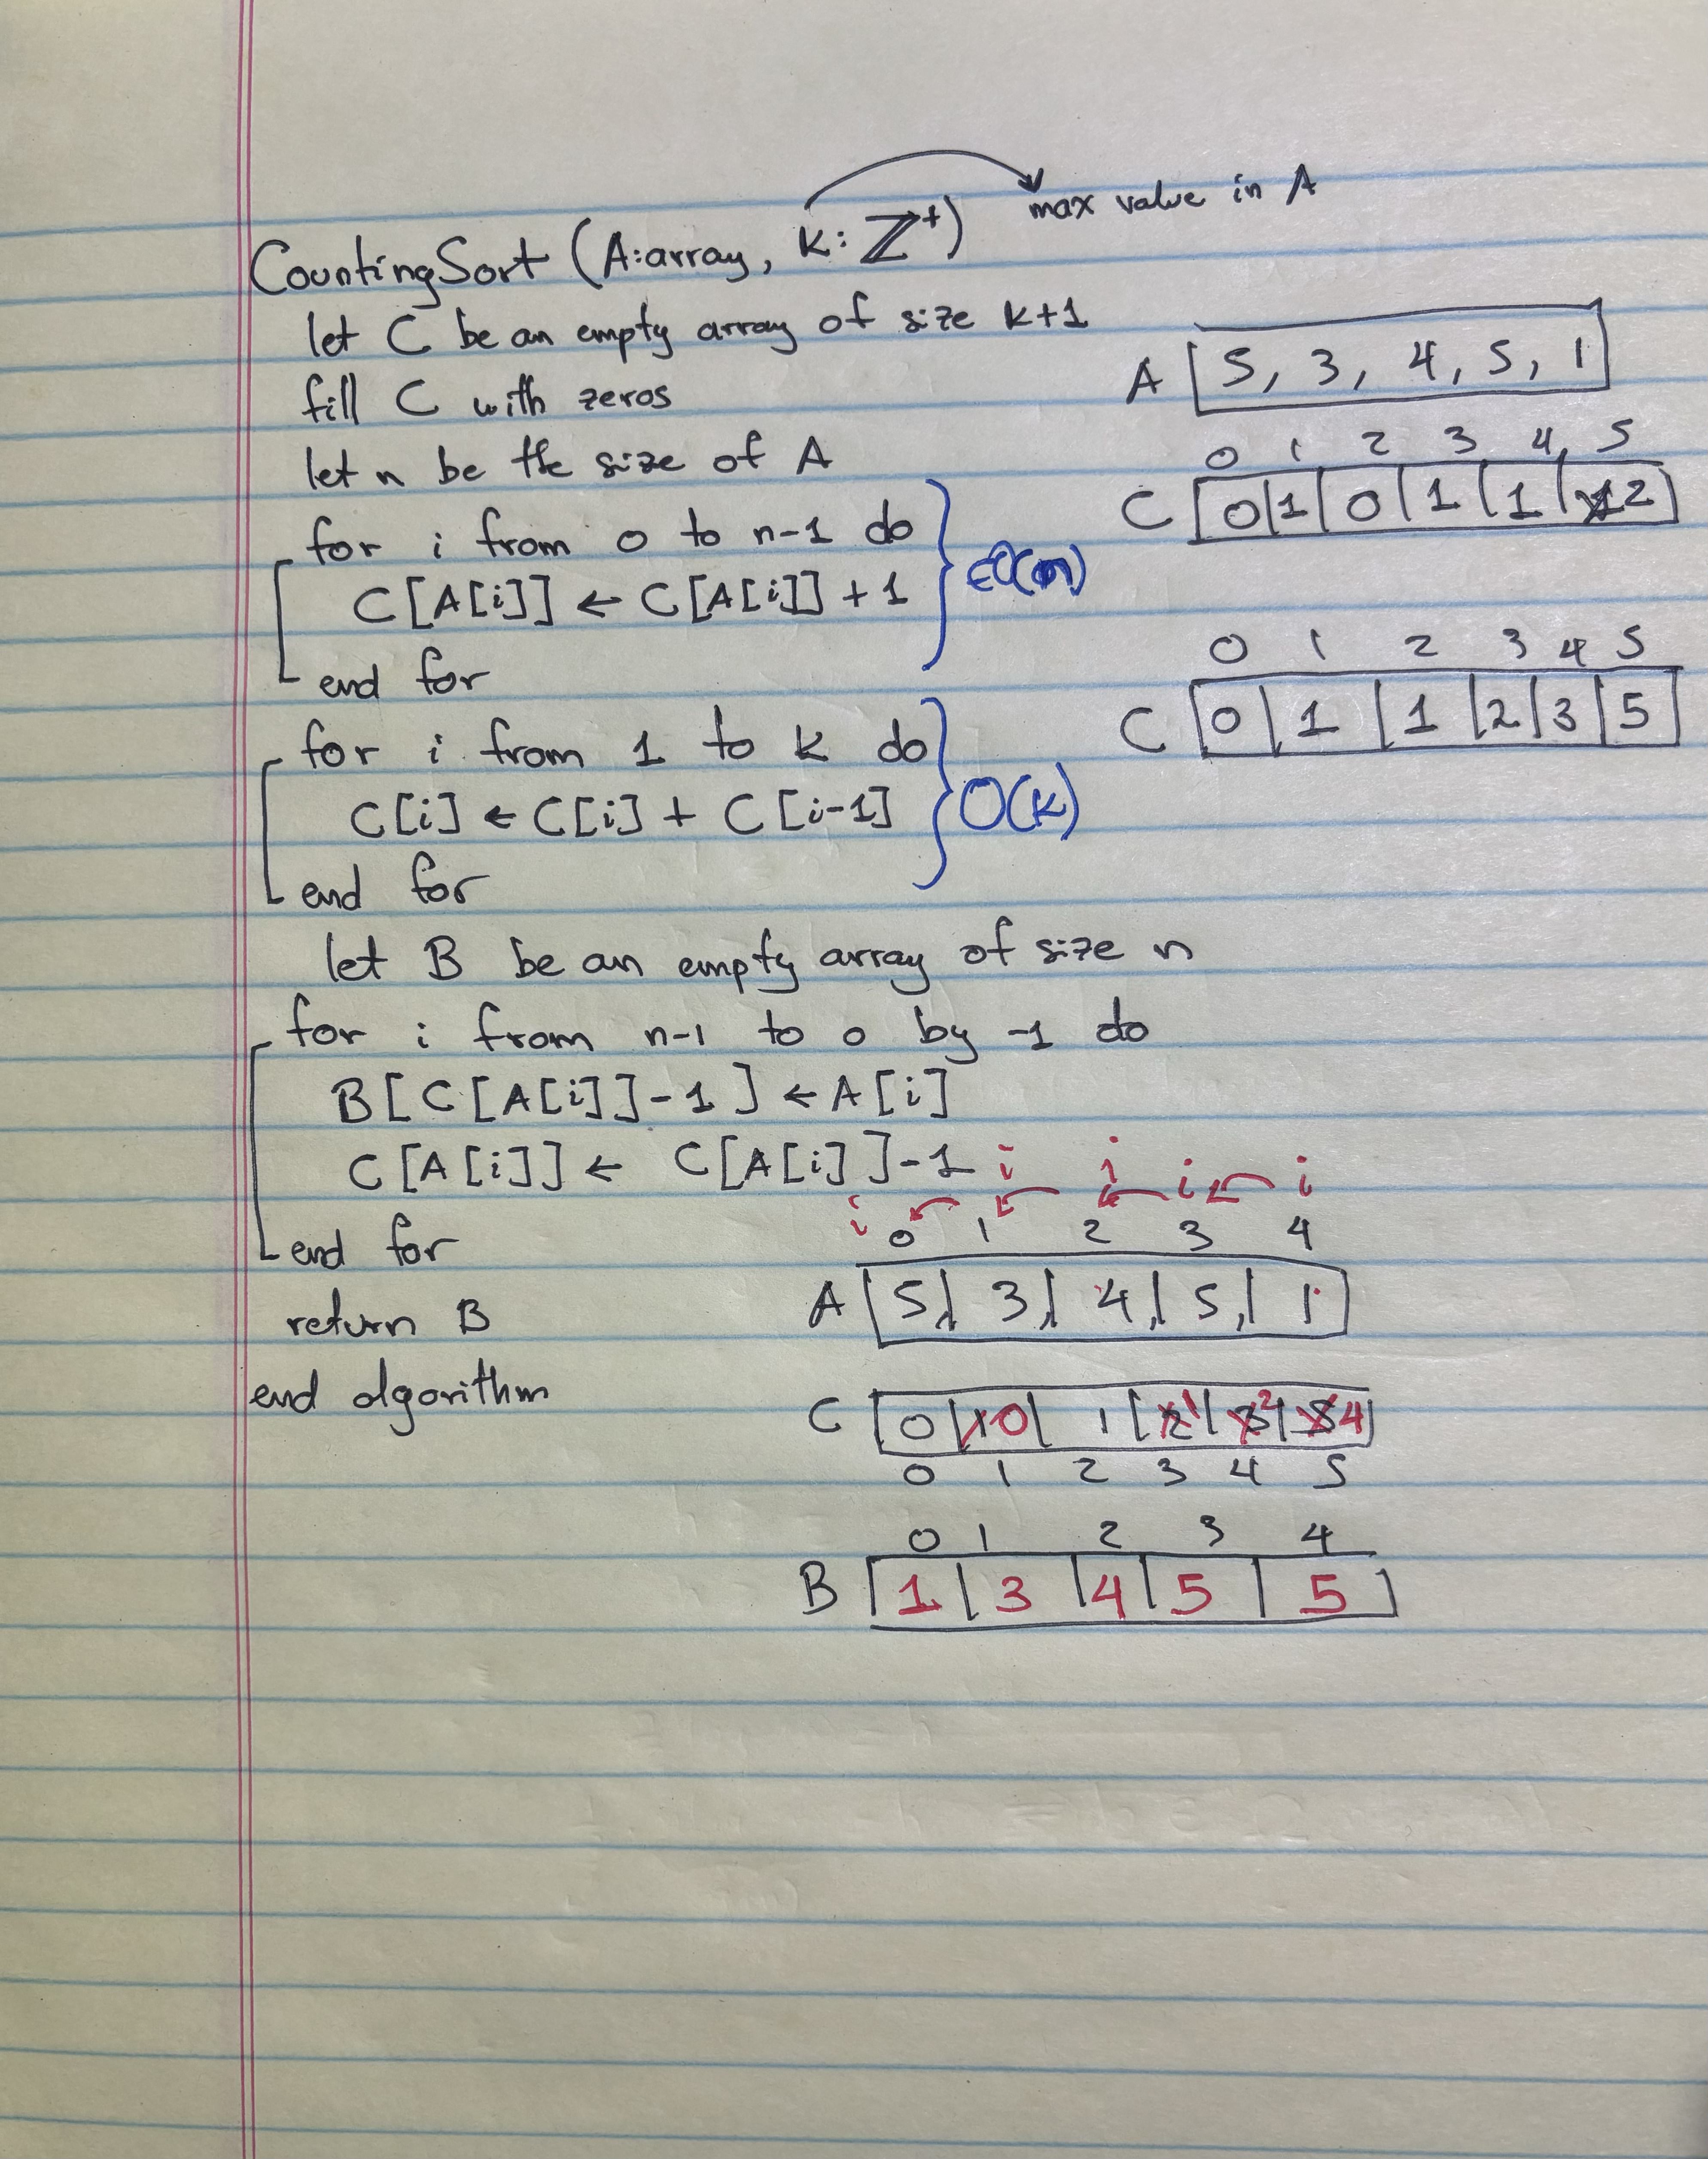 max value in A
CountingSort (A:array, k: ℤ⁺)
let C be an empty array of size k+1
fill C with zeros
let n be the size of A
for i from 0 to n-1 do
C[A[i]] ← C[A[i]] + 1
end for
∈O(n)
for i from 1 to k do
C[i] ← C[i] + C[i-1]
end for
O(k)
let B be an empty array of size n
for i from n-1 to 0 by -1 do
B[C[A[i]]-1] ← A[i]
C[A[i]] ← C[A[i]]-1
end for
return B
end algorithm
A 5, 3, 4, 5, 1
0 1 2 3 4 5
C 0 1 0 1 1 1 2
0 1 2 3 4 5
C 0 1 1 2 3 5
i i i i i
0 1 2 3 4
A 5, 3, 4, 5, 1
C 0 1 0 1 2 1 3 2 5 4
0 1 2 3 4 5
0 1 2 3 4
B 1 3 4 5 5